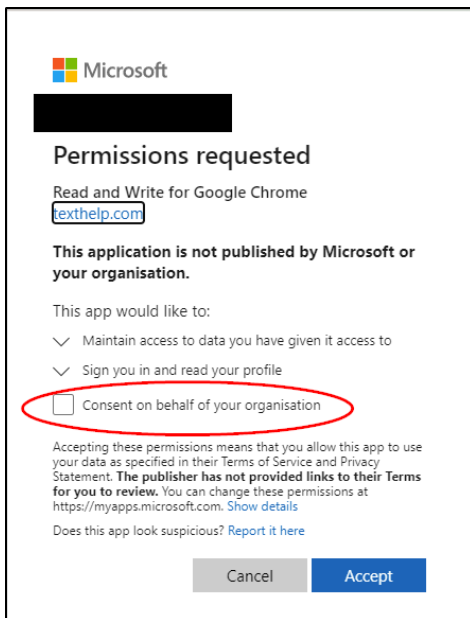 Microsoft
Permissions requested
Read and Write for Google Chrome
texthelp.com
This application is not published by Microsoft or
your organisation.
This app would like to:
Maintain access to data you have given it access to
Sign you in and read your profile
Consent on behalf of your organisation
Accepting these permissions means that you allow this app to use
your data as specified in their Terms of Service and Privacy
Statement. The publisher has not provided links to their Terms
for you to review. You can change these permissions at
https://myapps.microsoft.com. Show details
Does this app look suspicious? Report it here
Cancel Accept